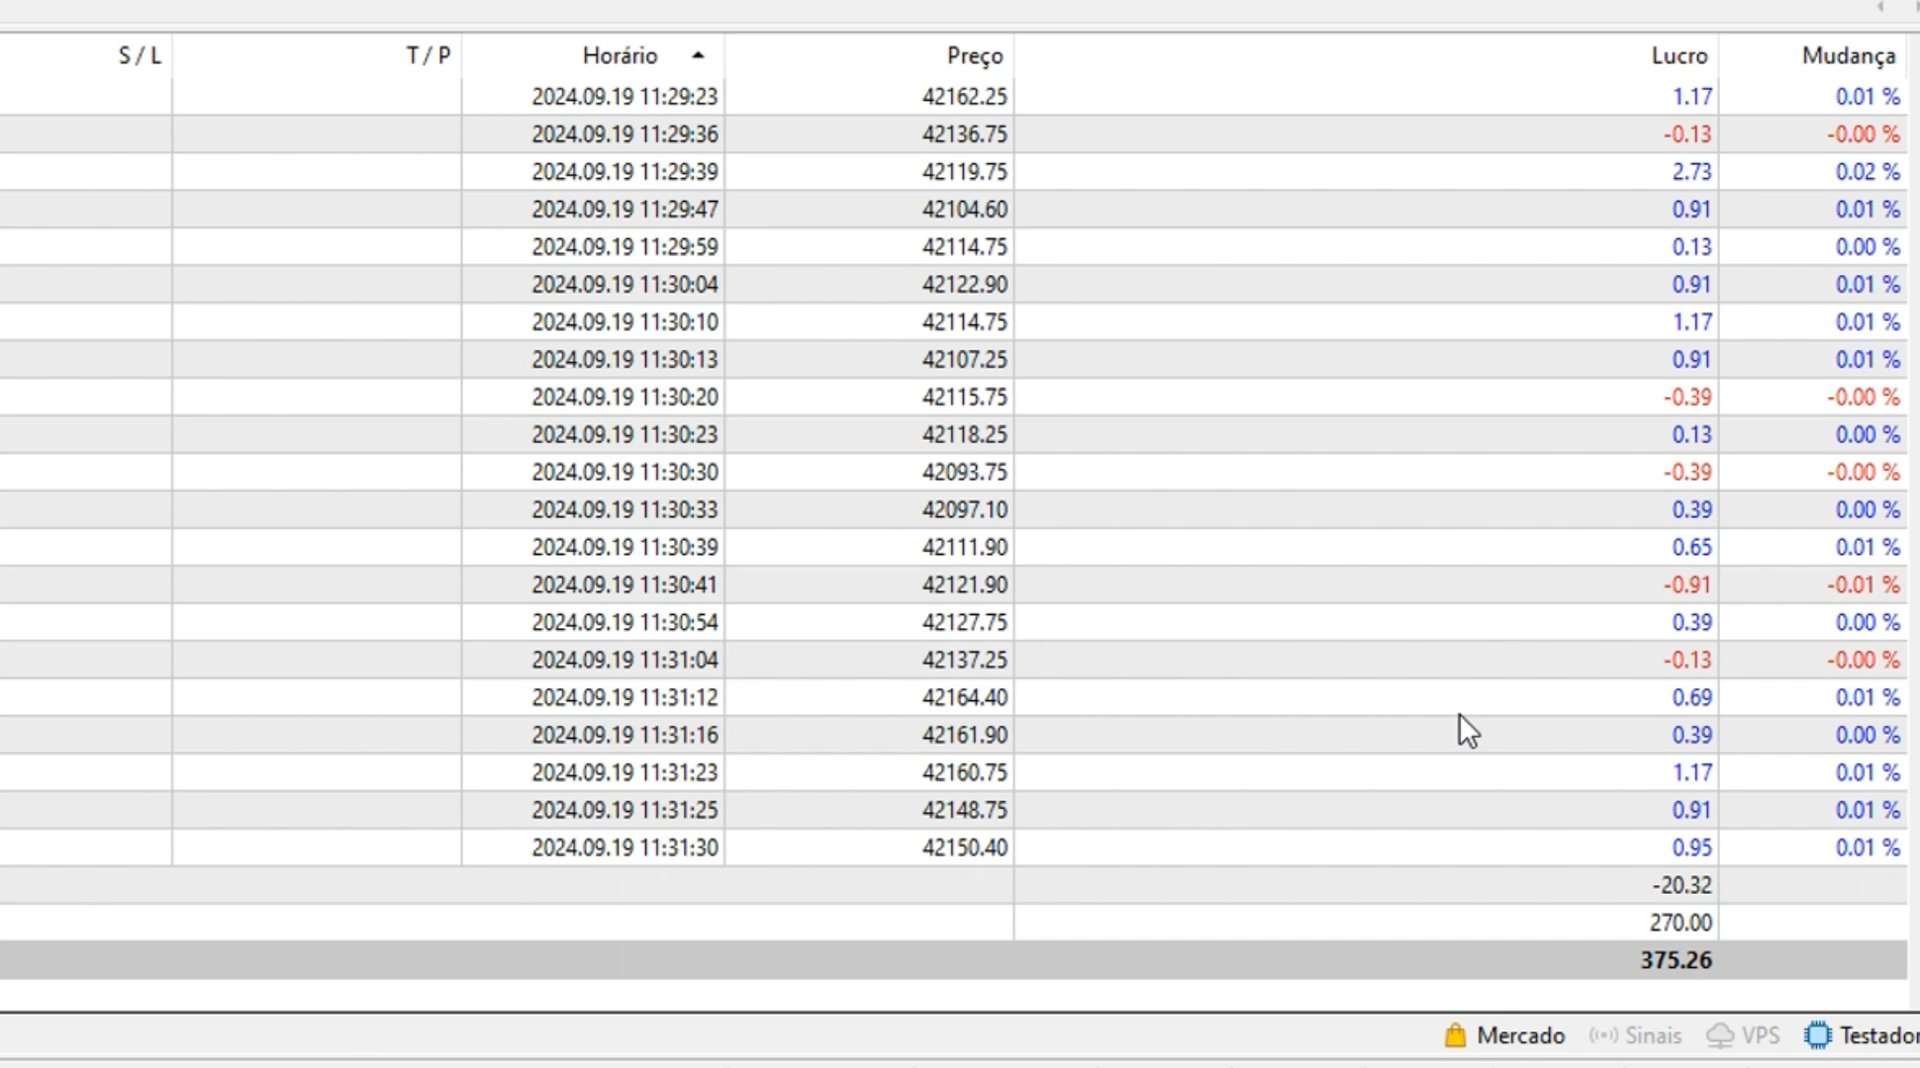 S / L T / P Horário Preço Lucro Mudança
2024.09.19 11:29:23 42162.25 1.17 0.01 %
2024.09.19 11:29:36 42136.75 -0.13 -0.00 %
2024.09.19 11:29:39 42119.75 2.73 0.02 %
2024.09.19 11:29:47 42104.60 0.91 0.01 %
2024.09.19 11:29:59 42114.75 0.13 0.00 %
2024.09.19 11:30:04 42122.90 0.91 0.01 %
2024.09.19 11:30:10 42114.75 1.17 0.01 %
2024.09.19 11:30:13 42107.25 0.91 0.01 %
2024.09.19 11:30:20 42115.75 -0.39 -0.00 %
2024.09.19 11:30:23 42118.25 0.13 0.00 %
2024.09.19 11:30:30 42093.75 -0.39 -0.00 %
2024.09.19 11:30:33 42097.10 0.39 0.00 %
2024.09.19 11:30:39 42111.90 0.65 0.01 %
2024.09.19 11:30:41 42121.90 -0.91 -0.01 %
2024.09.19 11:30:54 42127.75 0.39 0.00 %
2024.09.19 11:31:04 42137.25 -0.13 -0.00 %
2024.09.19 11:31:12 42164.40 0.69 0.01 %
2024.09.19 11:31:16 42161.90 0.39 0.00 %
2024.09.19 11:31:23 42160.75 1.17 0.01 %
2024.09.19 11:31:25 42148.75 0.91 0.01 %
2024.09.19 11:31:30 42150.40 0.95 0.01 %
-20.32
270.00
375.26
Mercado Sinais VPS Testador